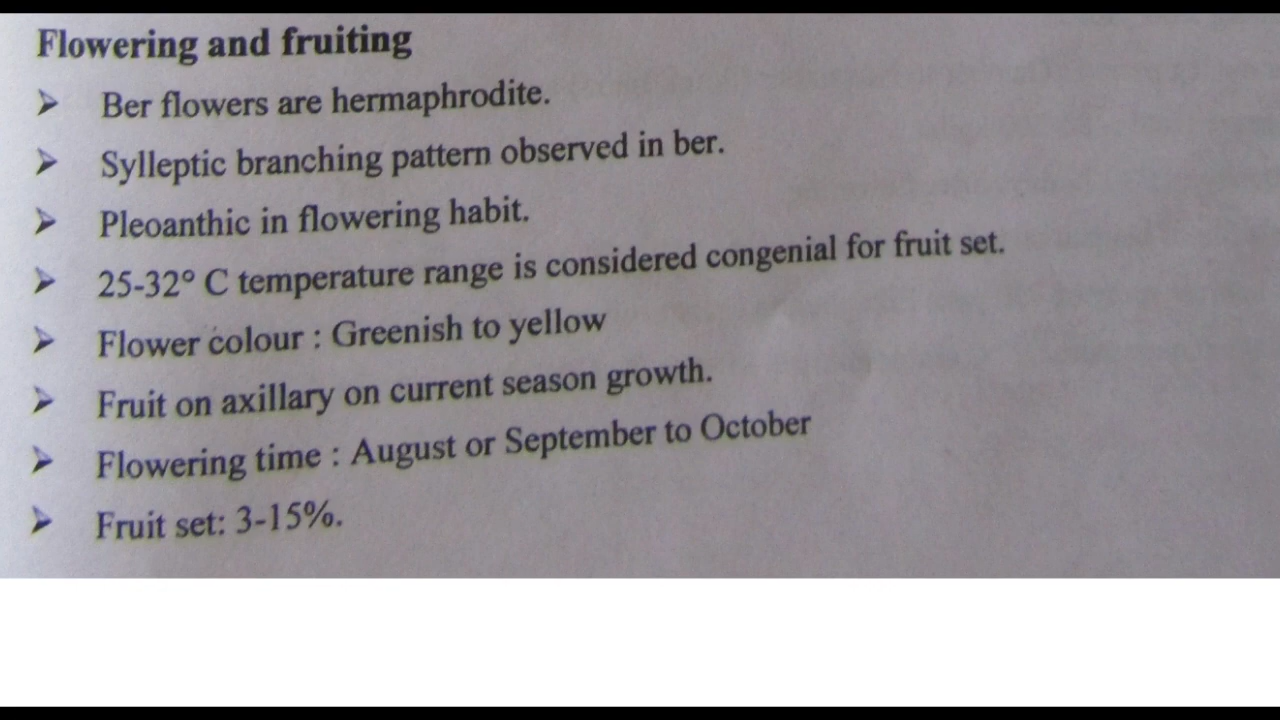 Flowering and fruiting
➤ Ber flowers are hermaphrodite.
➤ Sylleptic branching pattern observed in ber.
➤ Pleoanthic in flowering habit.
➤ 25-32° C temperature range is considered congenial for fruit set.
➤ Flower colour : Greenish to yellow
➤ Fruit on axillary on current season growth.
➤ Flowering time : August or September to October
➤ Fruit set: 3-15%.